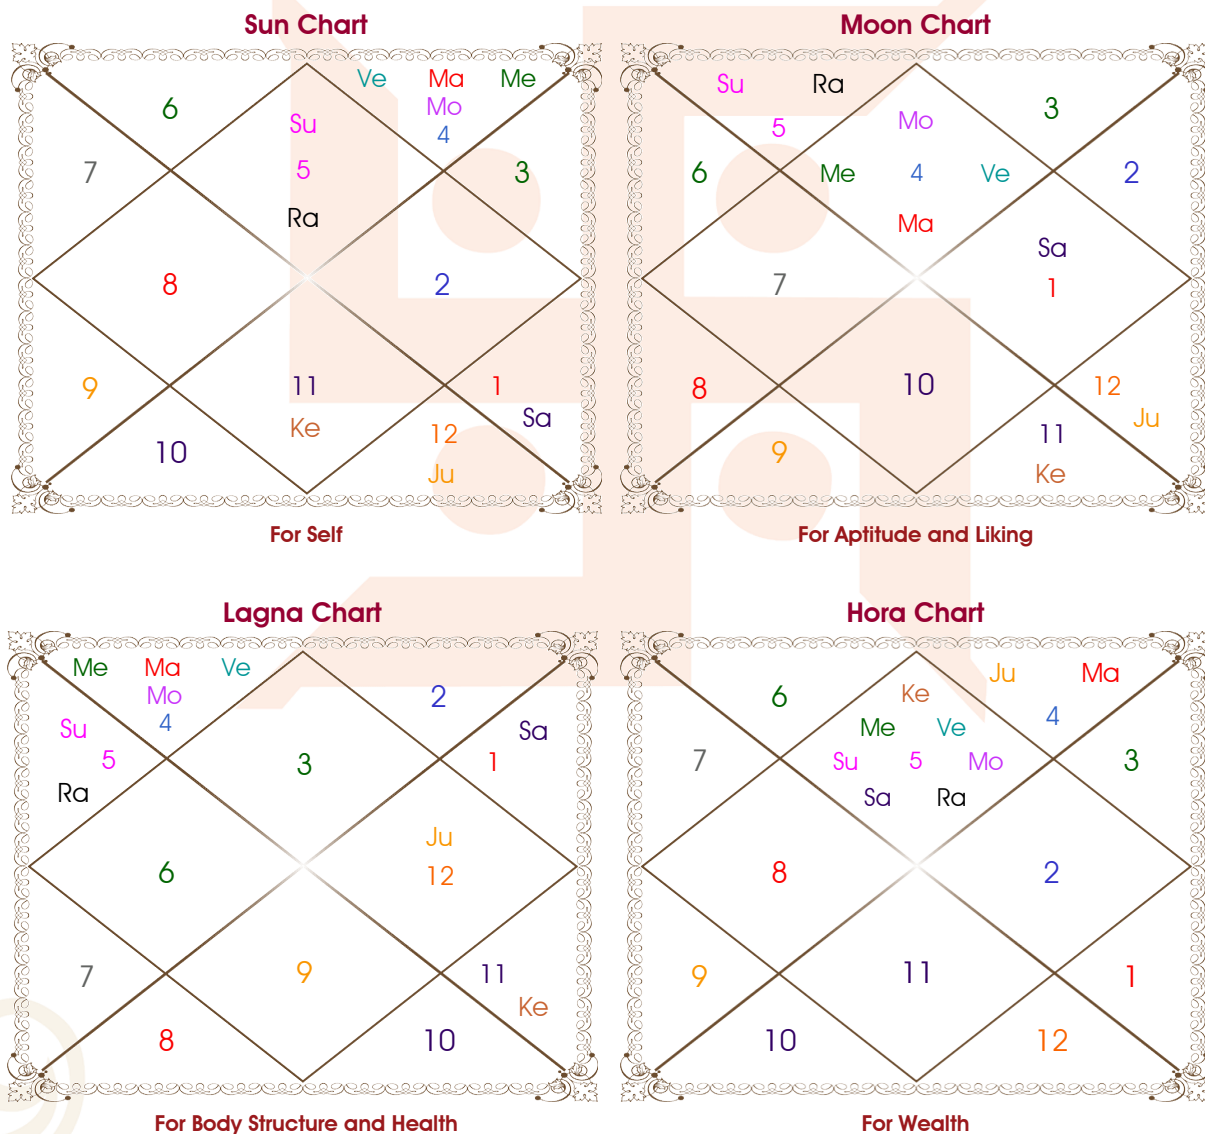 Sun Chart
Ve Ma Me
Mo
6 Su 4
7 5 3
Ra
8 2
9 11 1
Ke 12 Sa
10 Ju
For Self
Moon Chart
Su Ra 3
5 Mo
6 Me 4 Ve 2
Ma
Sa
7 1
8 10 12
Ju
9 11
Ke
For Aptitude and Liking
Lagna Chart
Me Ma Ve
Mo 2
Su 4 Sa
5 3 1
Ra
Ju
6 12
7 9 11
Ke
8 10
For Body Structure and Health
Hora Chart
Ju Ma
6 Ke
Me Ve 4
7 Su 5 Mo 3
Sa Ra
8 2
9 11 1
10 12
For Wealth